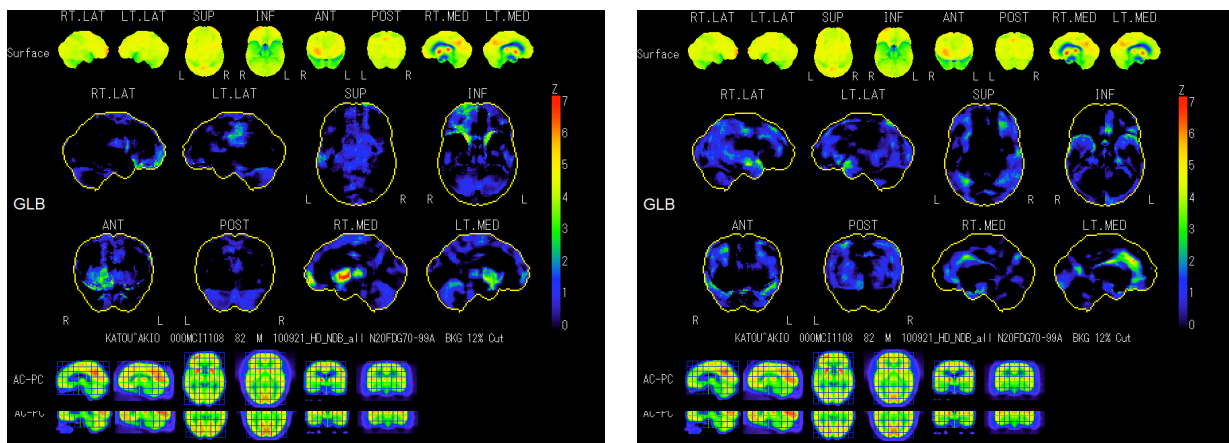 RT.LAT LT.LAT SUP INF ANT POST RT.MED LT.MED
Surface
L R R L R L L R
RT.LAT LT.LAT SUP INF
Z
7
6
5
4
3
2
1
0
L R R L
GLB
ANT POST RT.MED LT.MED
R L L R
KATOU^AKIO 000MCI1108 82 M 100921_HD_NDB_all N20FDG70-99A BKG 12% Cut
AC-PC
AC-PC
RT.LAT LT.LAT SUP INF ANT POST RT.MED LT.MED
Surface
L R R L R L L R
RT.LAT LT.LAT SUP INF
Z
7
6
5
4
3
2
1
0
L R R L
GLB
ANT POST RT.MED LT.MED
R L L R
KATOU^AKIO 000MCI1108 82 M 100921_HD_NDB_all N20FDG70-99A BKG 12% Cut
AC-PC
AC-PC